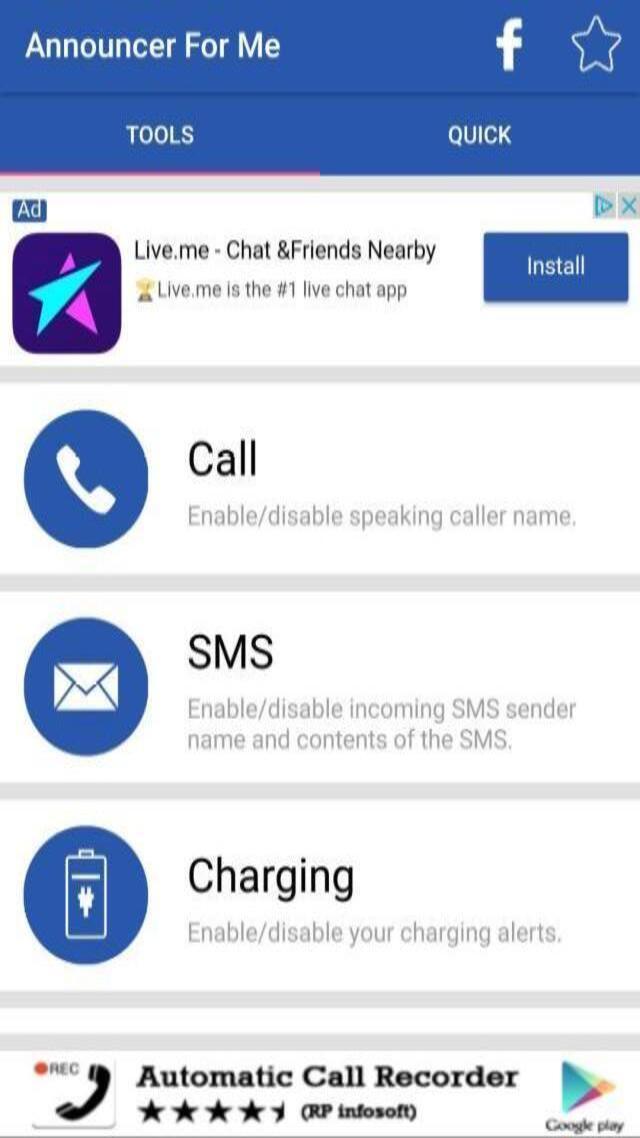 Announcer For Me
TOOLS
QUICK
Ad
Live.me - Chat &Friends Nearby
Live.me is the #1 live chat app
Install
Call
Enable/disable speaking caller name.
SMS
Enable/disable incoming SMS sender
name and contents of the SMS.
Charging
Enable/disable your charging alerts.
REC
Automatic Call Recorder
(RP infosoft)
Google play